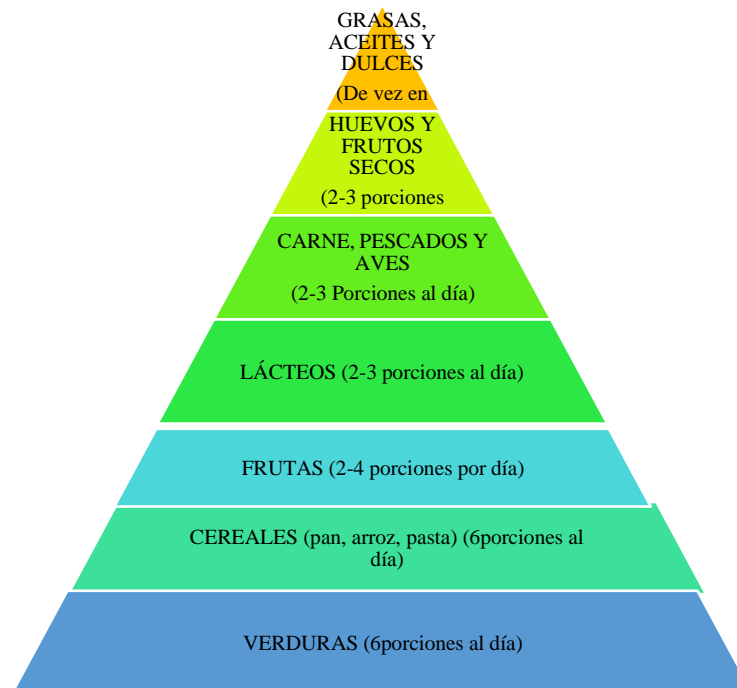 GRASAS,
ACEITES Y
DULCES
(De vez en
HUEVOS Y
FRUTOS
SECOS
(2-3 porciones
CARNE, PESCADOS Y
AVES
(2-3 Porciones al día)
LÁCTEOS (2-3 porciones al día)
FRUTAS (2-4 porciones por día)
CEREALES (pan, arroz, pasta) (6porciones al
día)
VERDURAS (6porciones al día)